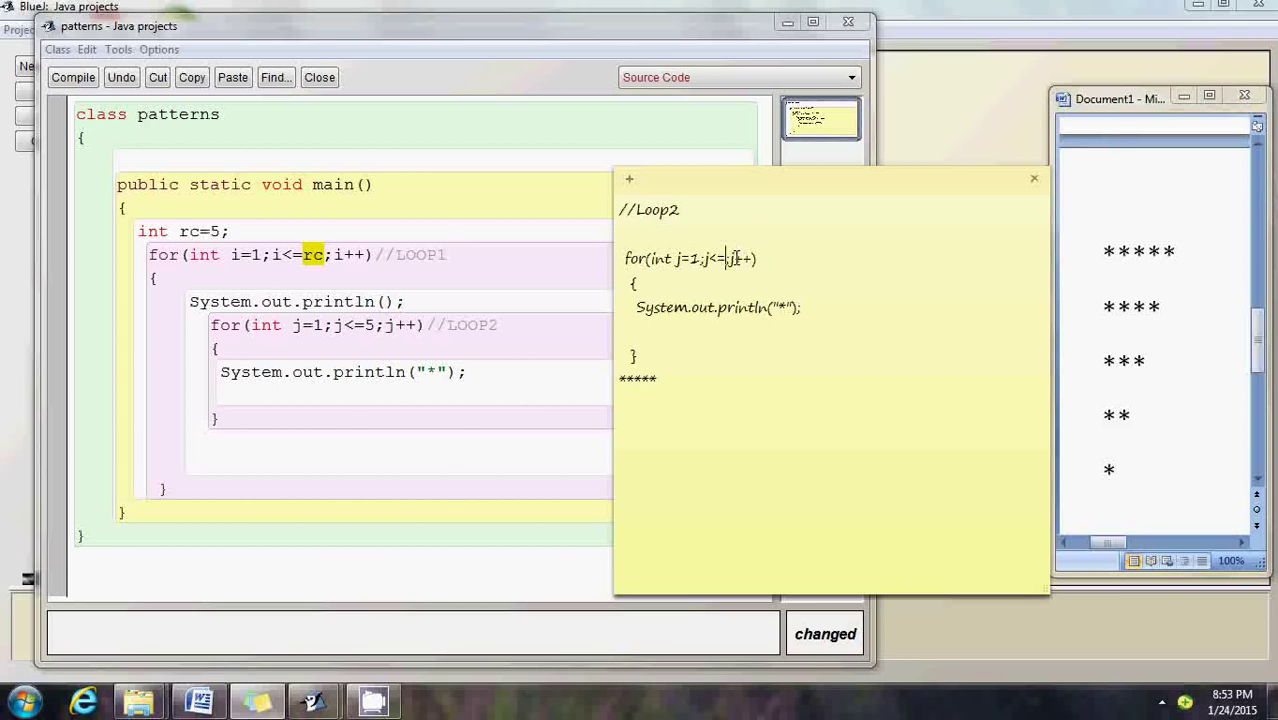 BlueJ: Java projects
patterns - Java projects
Class Edit Tools Options
Compile Undo Cut Copy Paste Find... Close
Source Code
class patterns
{
public static void main()
{
int rc=5;
for(int i=1;i<=rc;i++)//LOOP1
{
System.out.println();
for(int j=1;j<=5;j++)//LOOP2
{
System.out.println("*");
}
}
}
}
changed
+
//Loop2
for(int j=1;j<=;j++)
{
System.out.println("*");
}
*****
Document1 - Mi...
*****
****
***
**
*
100%
8:53 PM
1/24/2015